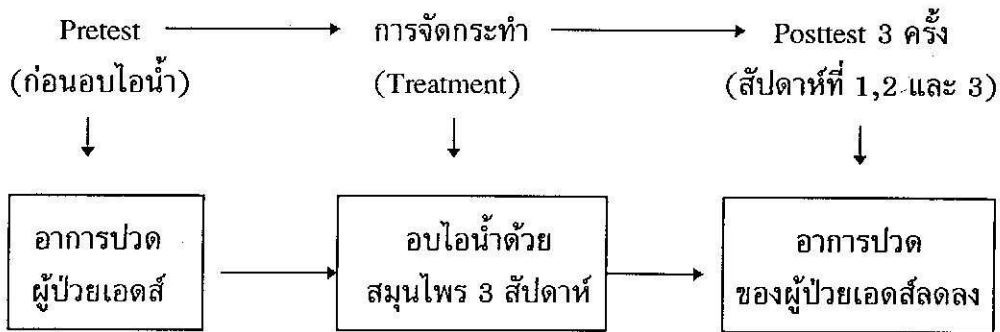 Pretest
(ก่อนอบไอน้ำ)
การจัดกระทำ
(Treatment)
Posttest 3 ครั้ง
(สัปดาห์ที่ 1,2 และ 3)
อาการปวด
ผู้ป่วยเอดส์
อบไอน้ำด้วย
สมุนไพร 3 สัปดาห์
อาการปวด
ของผู้ป่วยเอดส์ลดลง